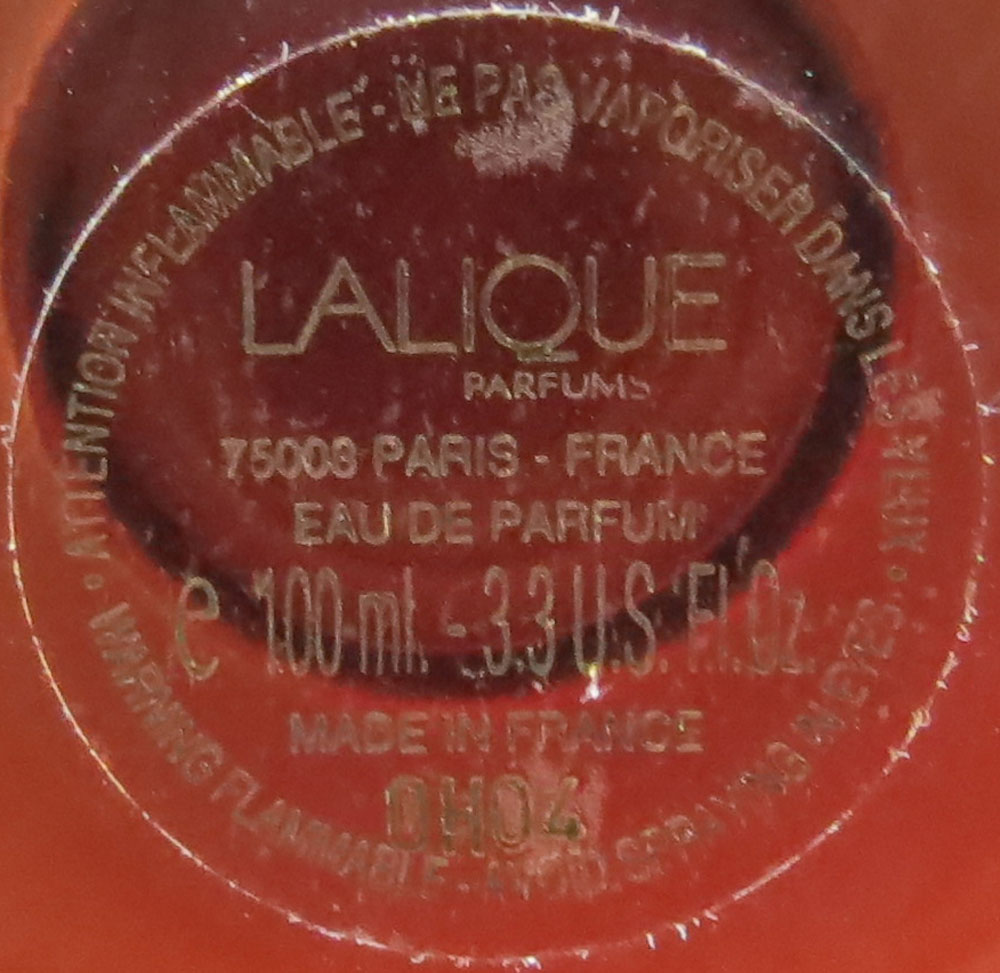 ATTENTION INFLAMMABLE - NE PAS VAPORISER DANS LES YEUX •
LALIQUE
PARFUMS
75008 PARIS - FRANCE
EAU DE PARFUM
e 100 ml. - 3.3 U.S. Fl.Oz.
MADE IN FRANCE
0H04
WARNING FLAMMABLE - AVOID SPRAYING IN EYES •